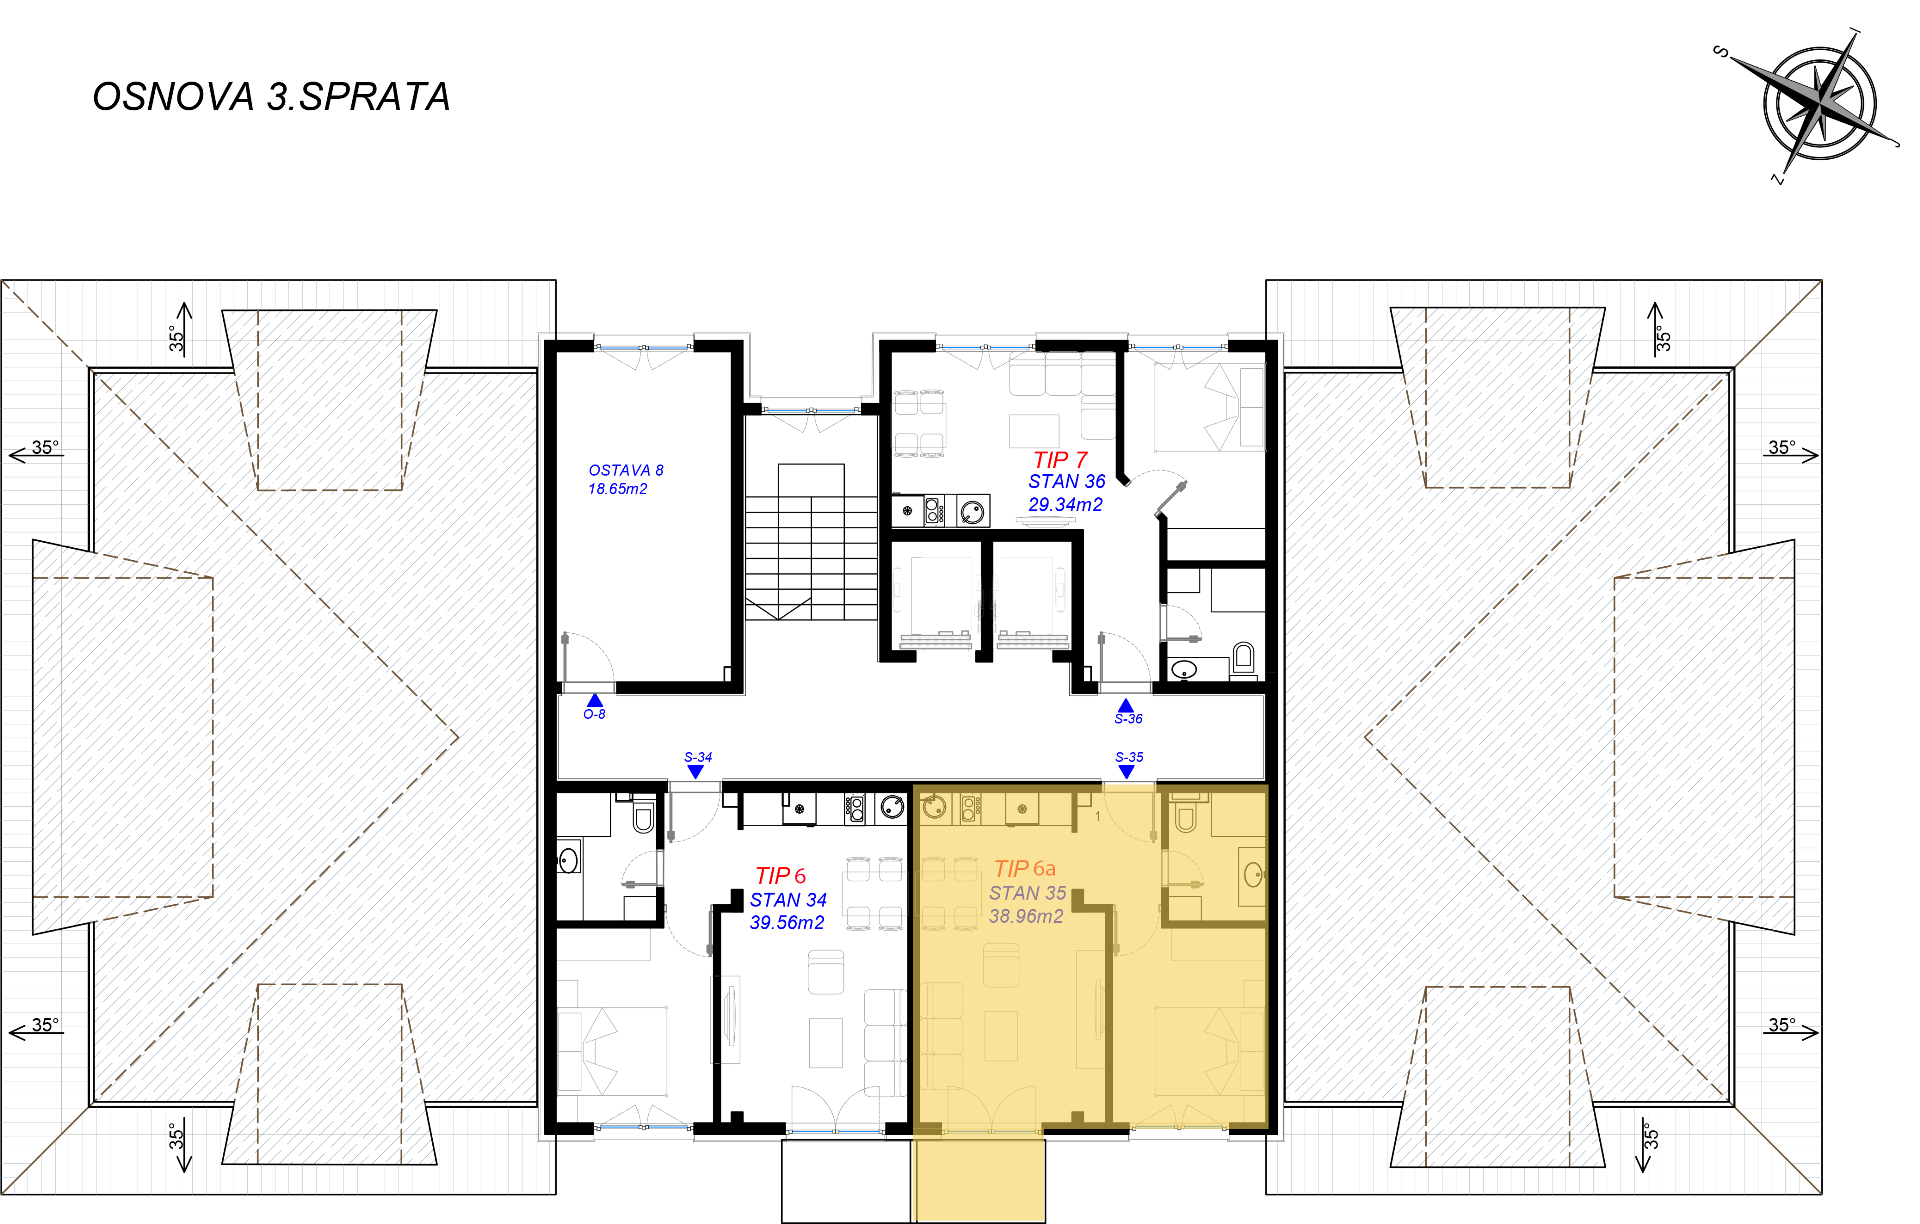 I
S
OSNOVA 3.SPRATA
J
Z
35°
35°
35°
35°
TIP 7
OSTAVA 8
STAN 36
18.65m2
29.34m2
O-8
S-36
S-34
S-35
1
TIP 6
TIP 6a
STAN 34
STAN 35
39.56m2
38.96m2
35°
35°
35°
35°